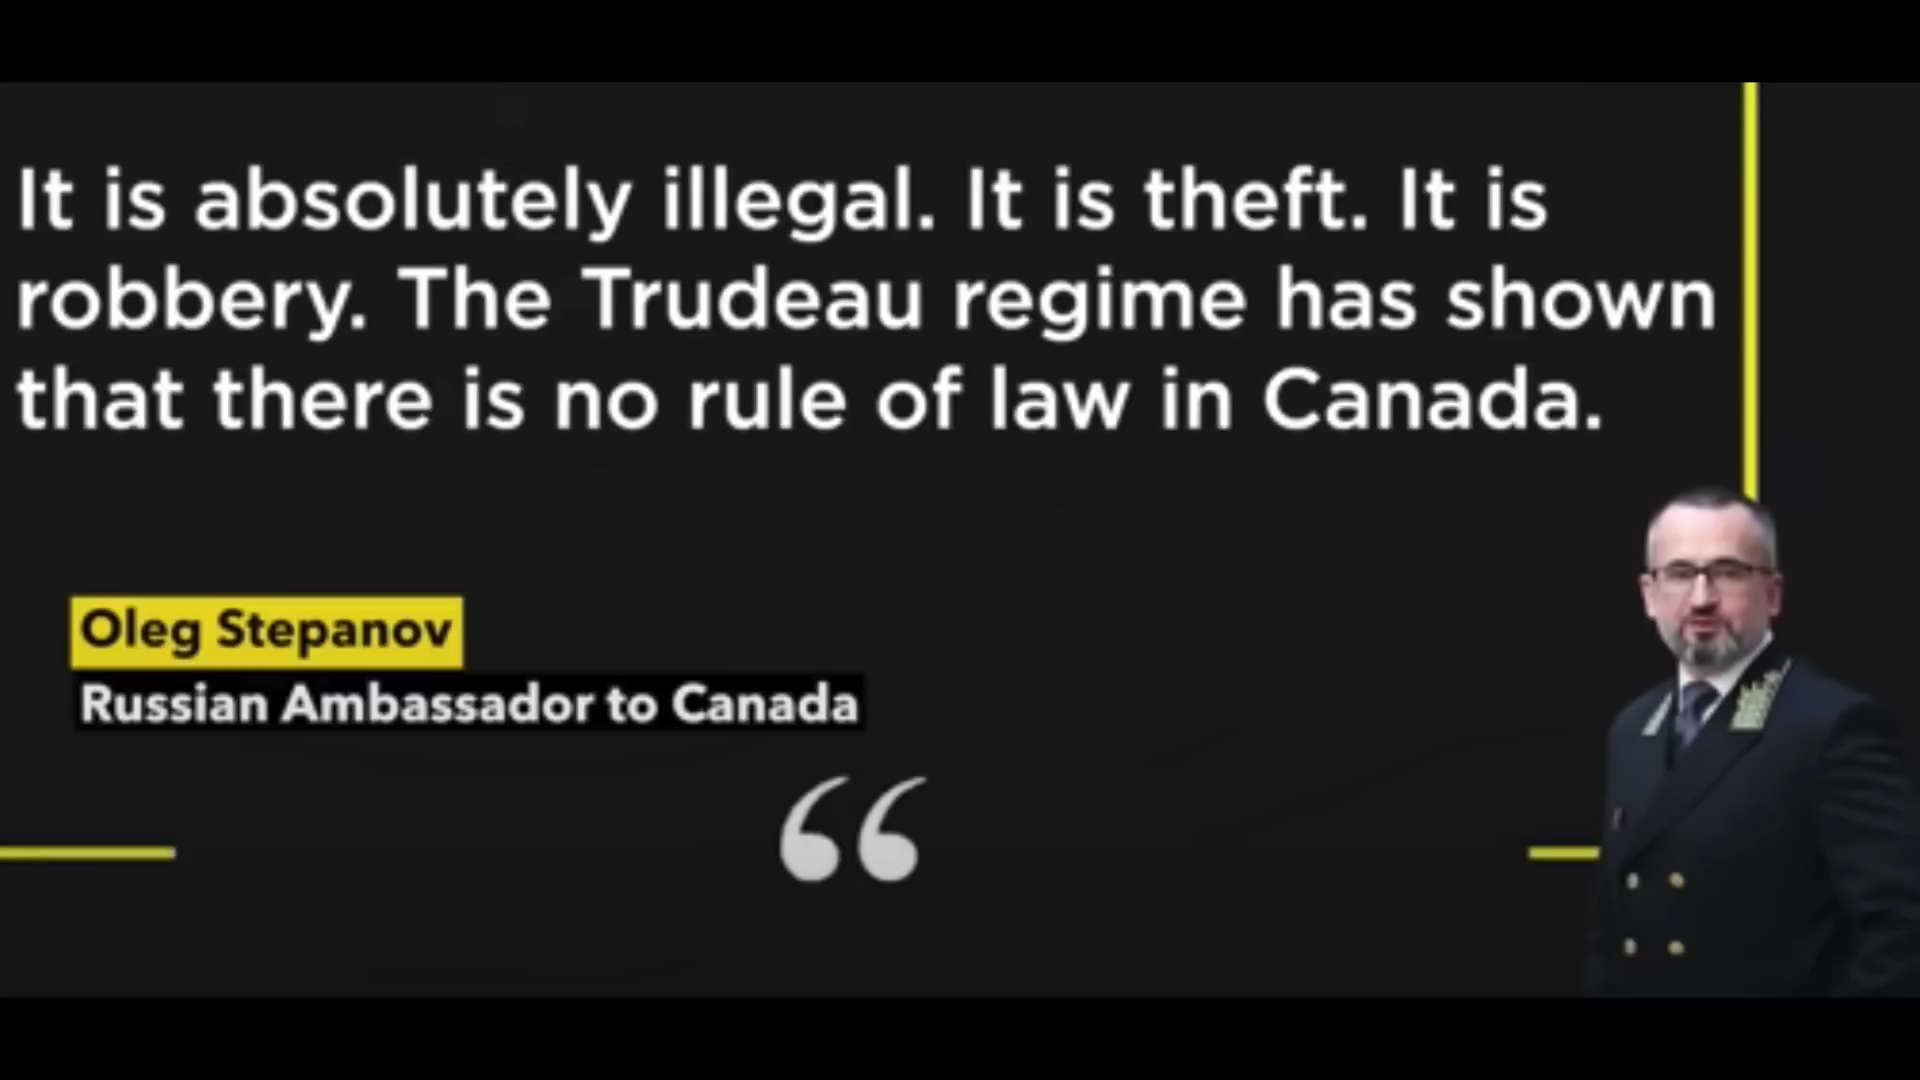 It is absolutely illegal. It is theft. It is
robbery. The Trudeau regime has shown
that there is no rule of law in Canada.
Oleg Stepanov
Russian Ambassador to Canada
“